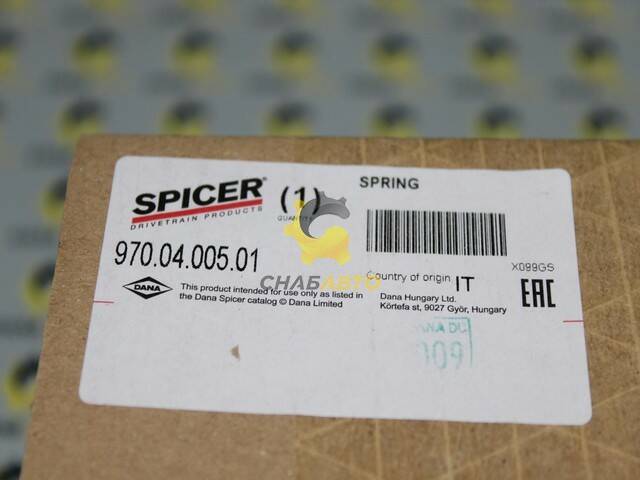 SPICER®
DRIVETRAIN PRODUCTS
(1)
QUANTITY
SPRING
970.04.005.01
СНАБАВТО
Country of origin IT
X099GS
DANA
This product intended for use only as listed in
the Dana Spicer catalog © Dana Limited
Dana Hungary Ltd.
Körtefa st, 9027 Györ, Hungary
EAC